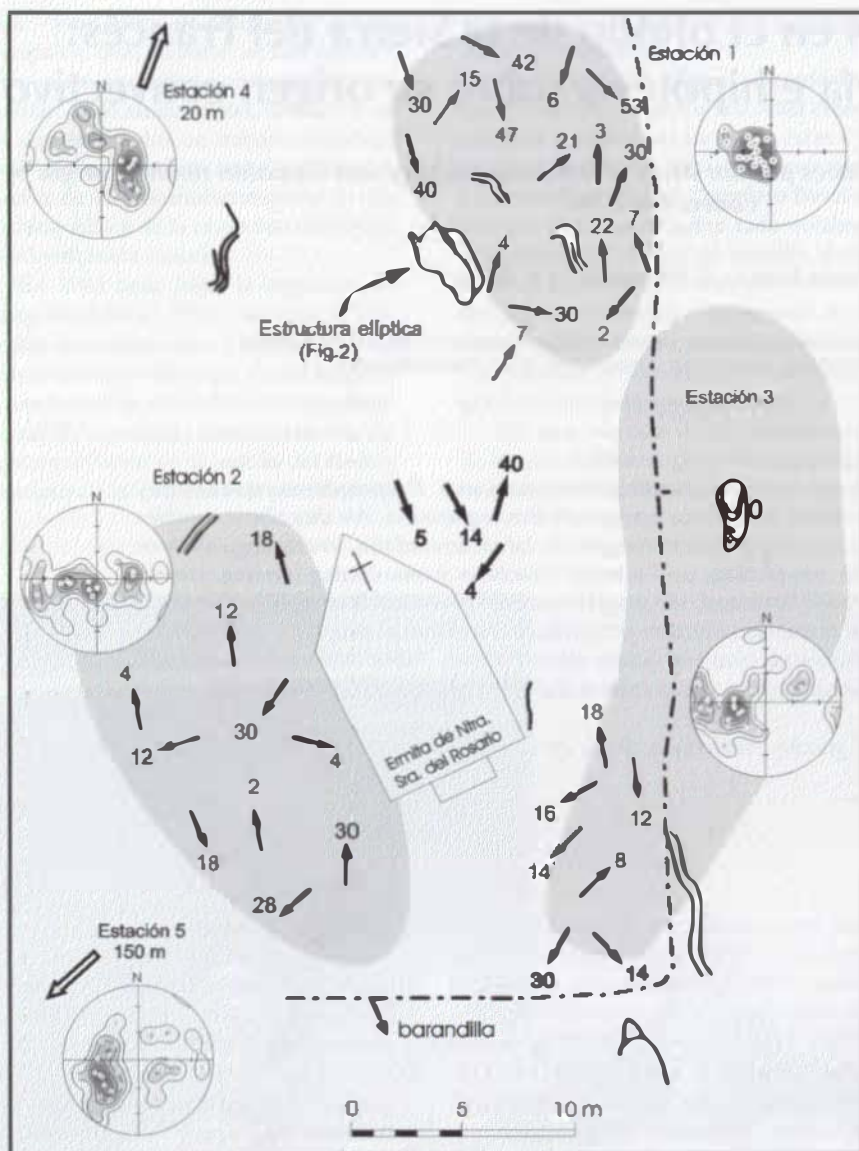 Estación 4
20 m
N
42
15
30
6
53
47
21
3
30
40
22
7
4
30
2
7
Estructura elíptica
(Fig.2)
Estación 1
N
Estación 3
Estación 2
N
18
40
5
14
4
12
4
30
12
4
2
18
30
28
Ermita de Ntra.
Sra. del Rosario
18
16
12
14
8
30
14
N
Estación 5
150 m
N
barandilla
0 5 10 m